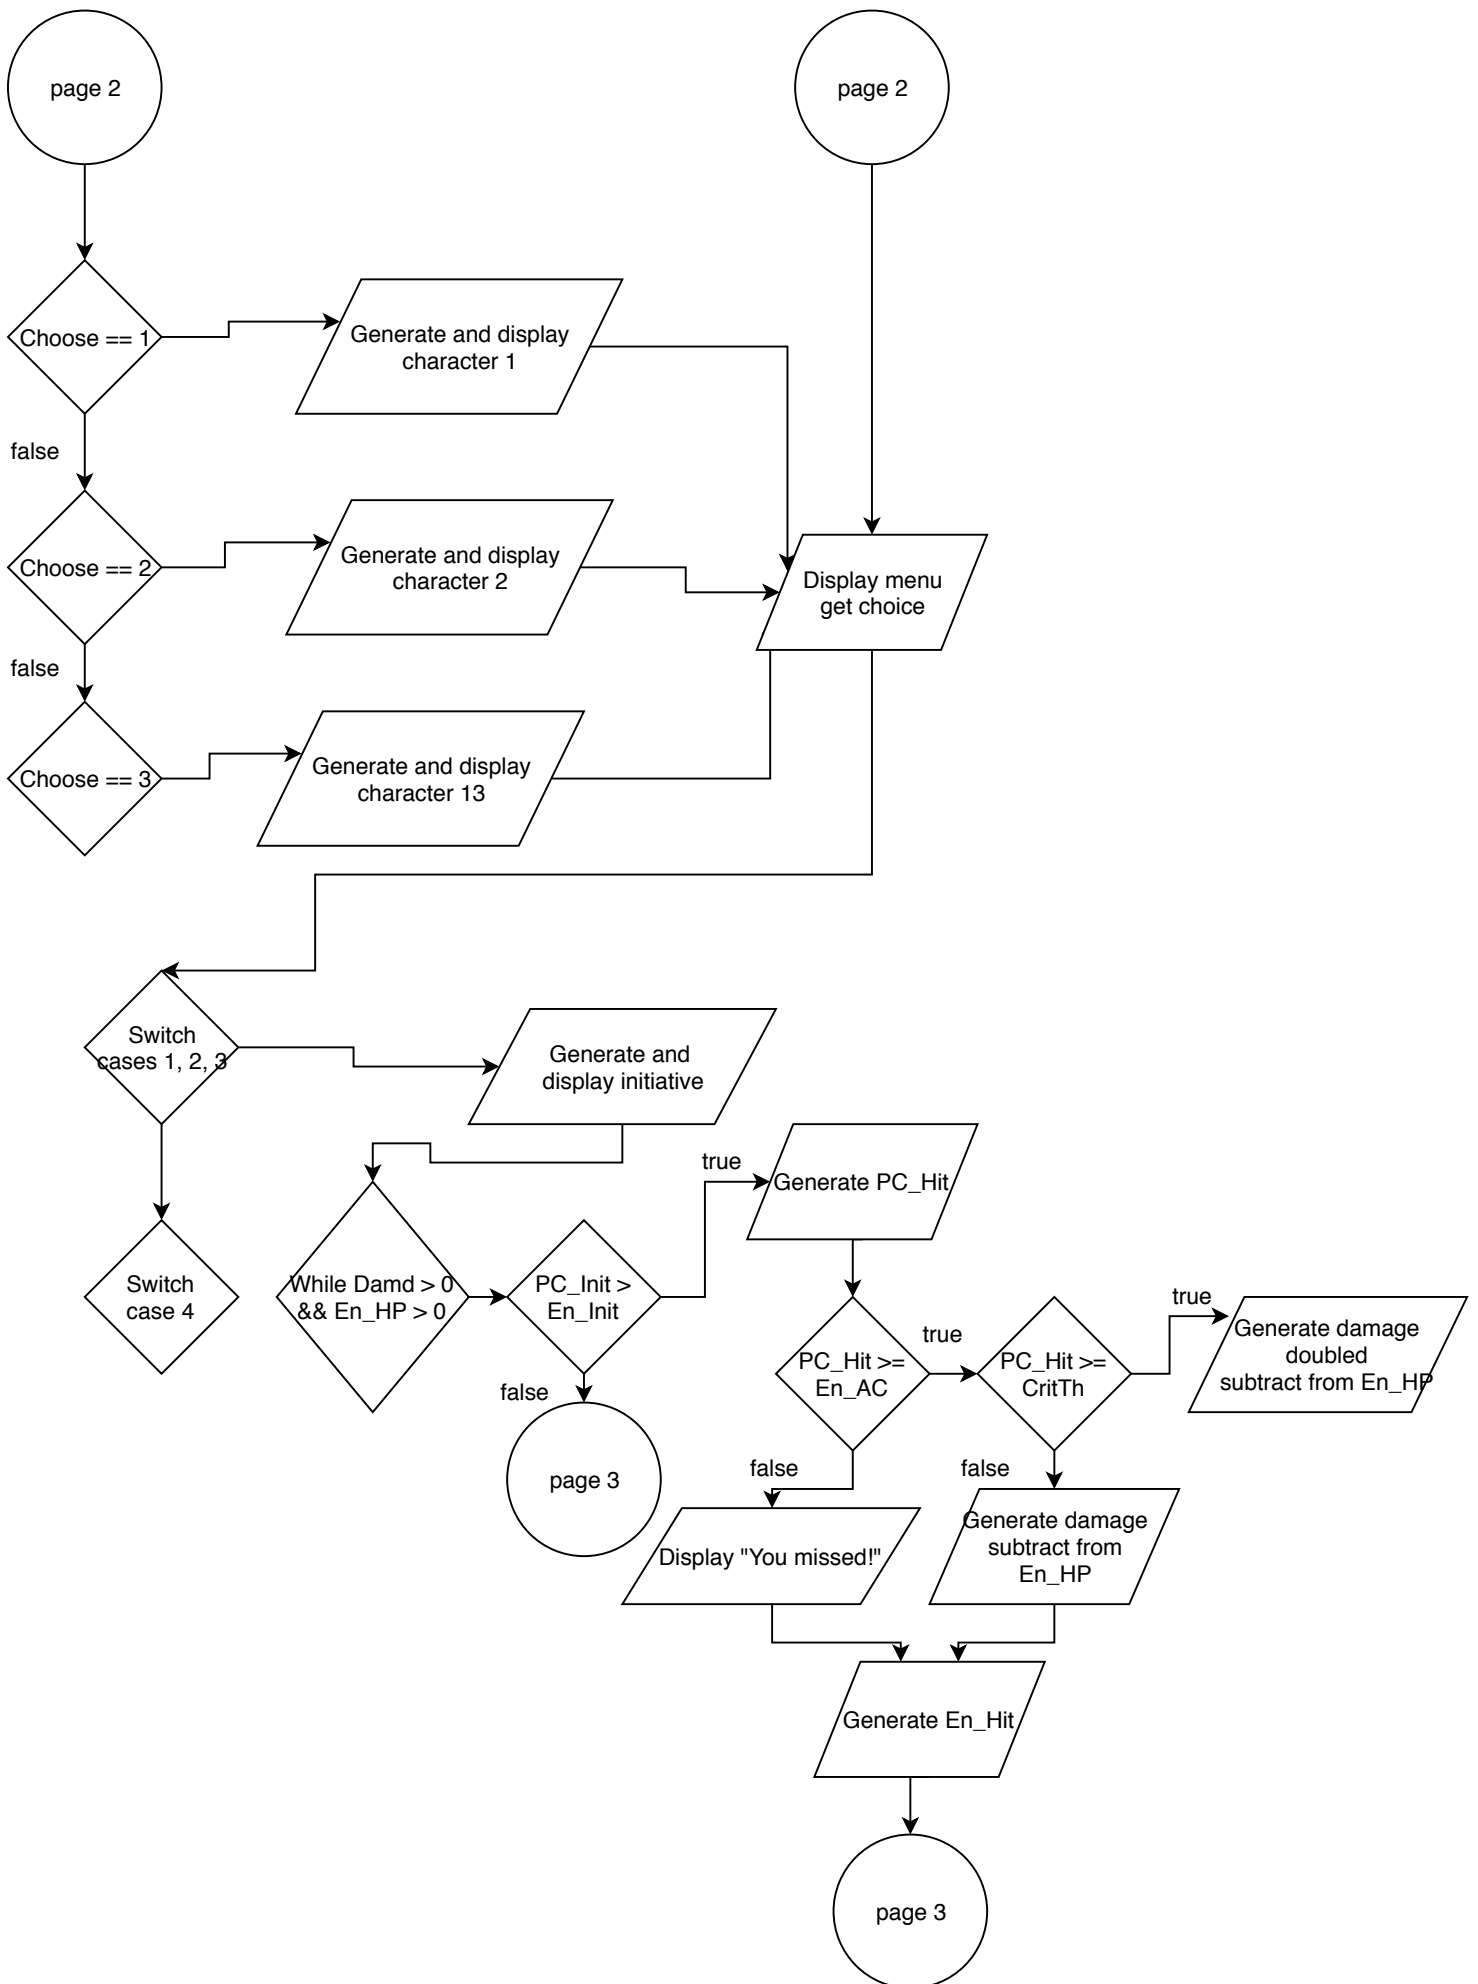 page 2
page 2
Choose == 1
Generate and display
character 1
false
Choose == 2
Generate and display
character 2
Display menu
get choice
false
Choose == 3
Generate and display
character 13
Switch
cases 1, 2, 3
Generate and
display initiative
true
Generate PC_Hit
Switch
case 4
While Damd > 0
&& En_HP > 0
PC_Init >
En_Init
false
page 3
PC_Hit >=
En_AC
true
PC_Hit >=
CritTh
true
Generate damage
doubled
subtract from En_HP
false
Display "You missed!"
false
Generate damage
subtract from
En_HP
Generate En_Hit
page 3